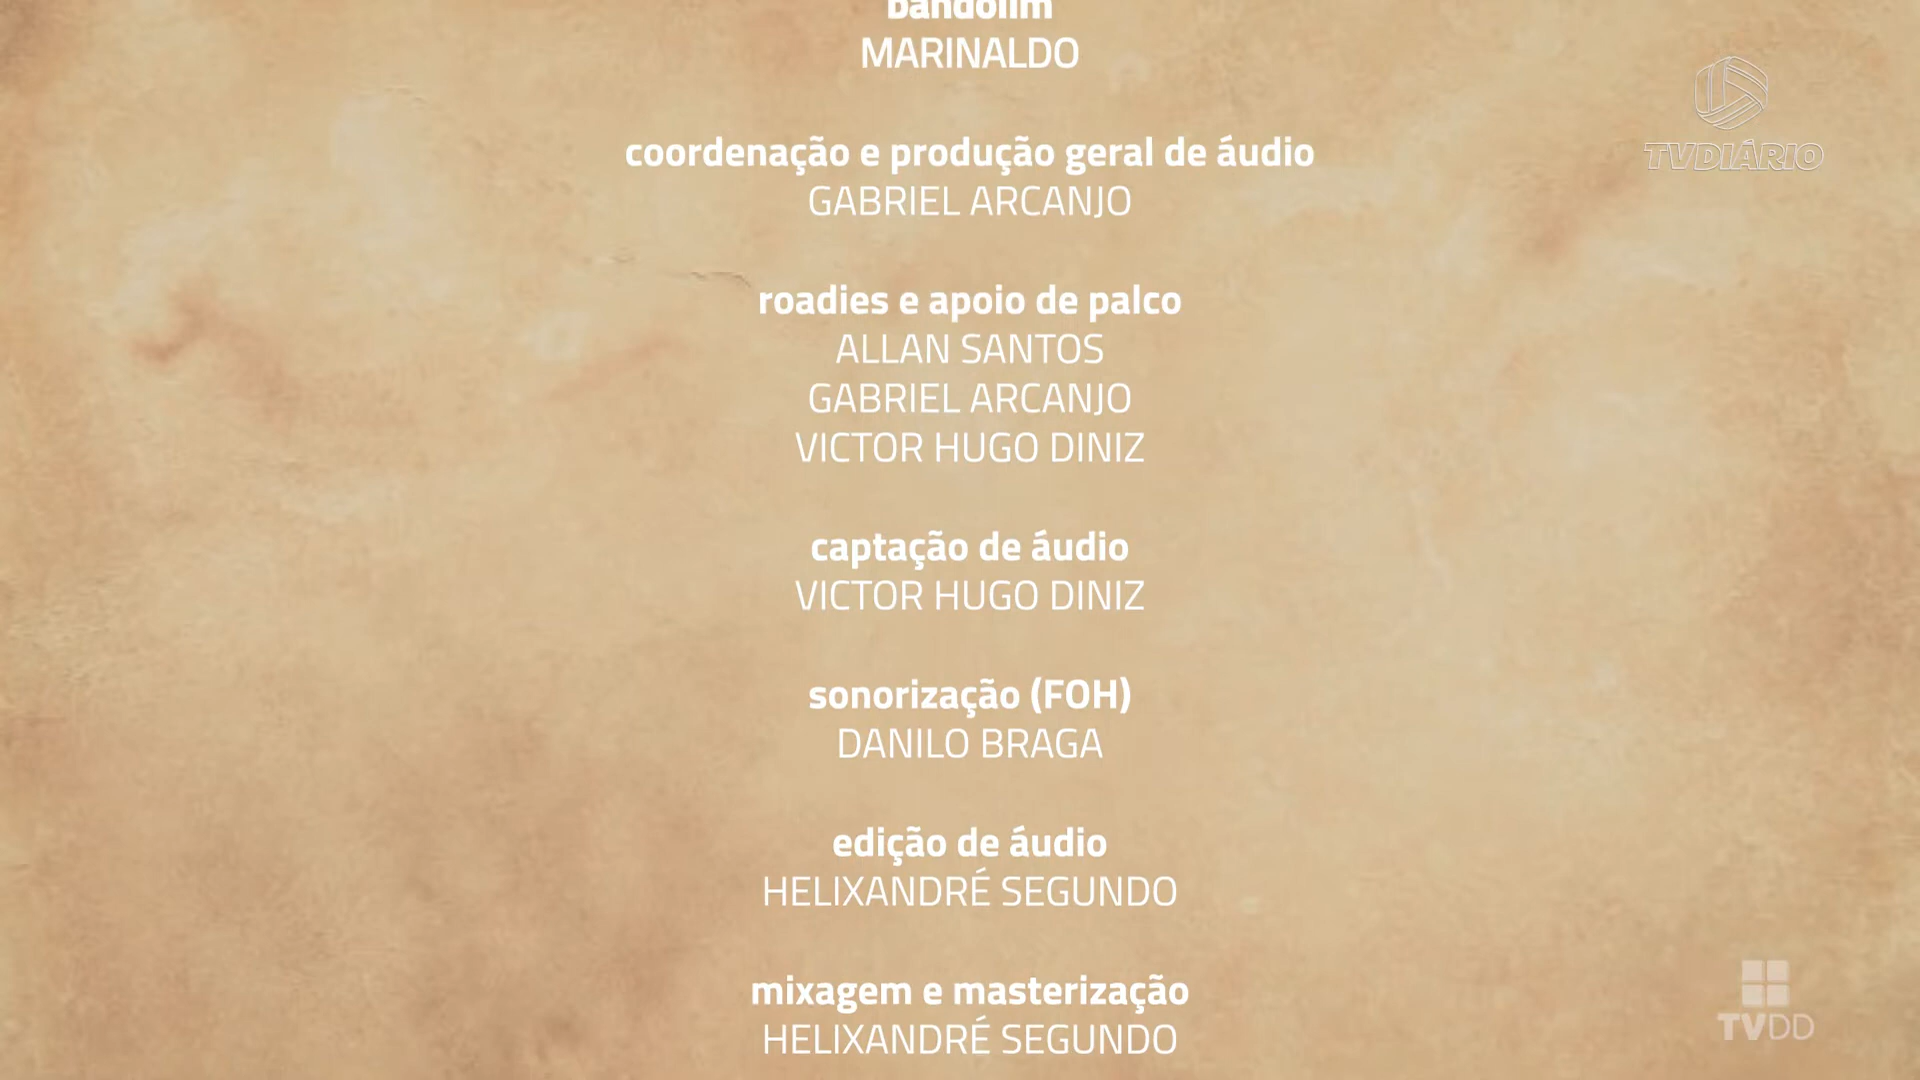 bandolim
MARINALDO
TVDIÁRIO
coordenação e produção geral de áudio
GABRIEL ARCANJO
roadies e apoio de palco
ALLAN SANTOS
GABRIEL ARCANJO
VICTOR HUGO DINIZ
captação de áudio
VICTOR HUGO DINIZ
sonorização (FOH)
DANILO BRAGA
edição de áudio
HELIXANDRÉ SEGUNDO
mixagem e masterização
HELIXANDRÉ SEGUNDO
TVDD